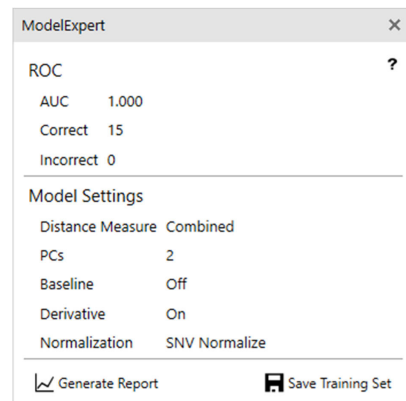 ModelExpert ×
ROC ?
AUC 1.000
Correct 15
Incorrect 0
Model Settings
Distance Measure Combined
PCs 2
Baseline Off
Derivative On
Normalization SNV Normalize
Generate Report Save Training Set